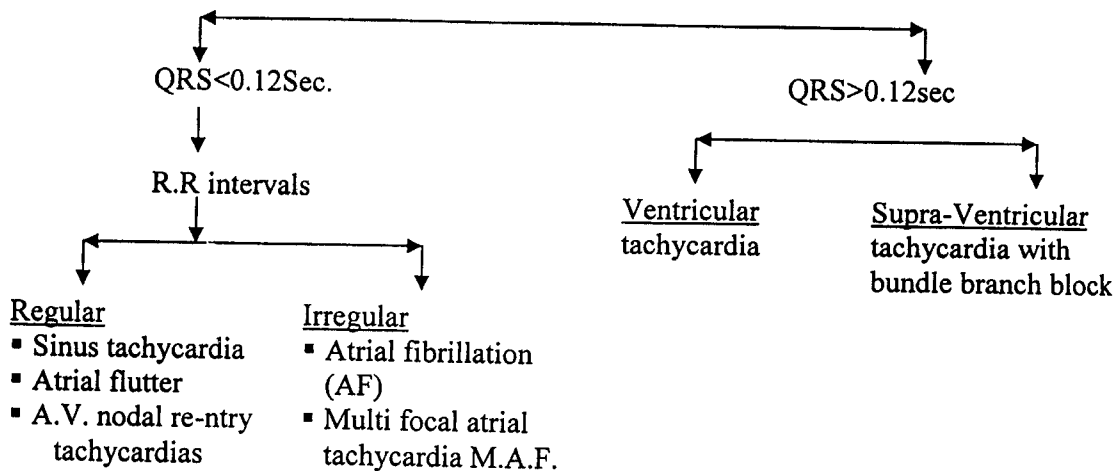 QRS<0.12Sec.
QRS>0.12sec
R.R intervals
Ventricular
tachycardia
Supra-Ventricular
tachycardia with
bundle branch block
Regular
▪ Sinus tachycardia
▪ Atrial flutter
▪ A.V. nodal re-ntry
tachycardias
Irregular
▪ Atrial fibrillation
(AF)
▪ Multi focal atrial
tachycardia M.A.F.